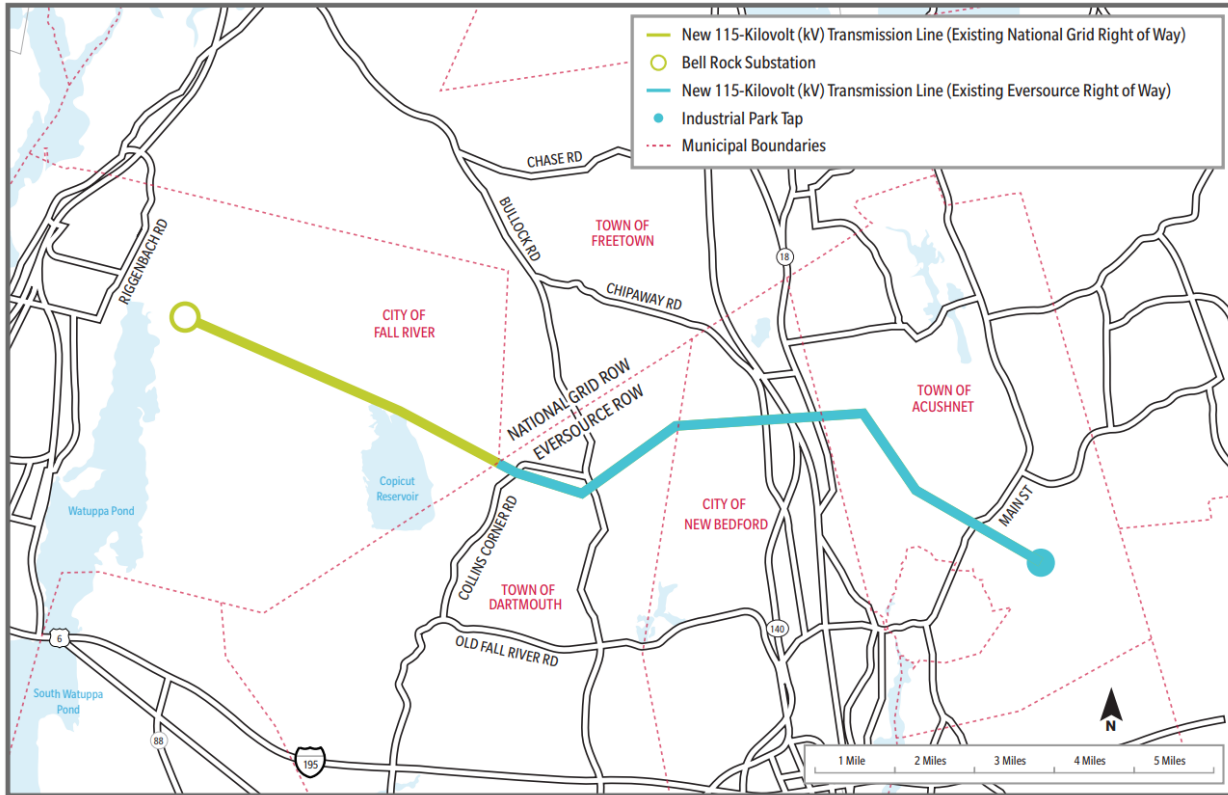 New 115-Kilovolt (kV) Transmission Line (Existing National Grid Right of Way)
Bell Rock Substation
New 115-Kilovolt (kV) Transmission Line (Existing Eversource Right of Way)
Industrial Park Tap
Municipal Boundaries
CHASE RD
BULLOCK RD
TOWN OF
FREETOWN
RIGGENBACH RD
18
CHIPAWAY RD
CITY OF
FALL RIVER
NATIONAL GRID ROW
EVERSOURCE ROW
TOWN OF
ACUSHNET
Copicut
Reservoir
Watuppa Pond
CITY OF
NEW BEDFORD
MAIN ST
COLLINS CORNER RD
TOWN OF
DARTMOUTH
OLD FALL RIVER RD
140
6
South Watuppa
Pond
88
195
N
1 Mile
2 Miles
3 Miles
4 Miles
5 Miles